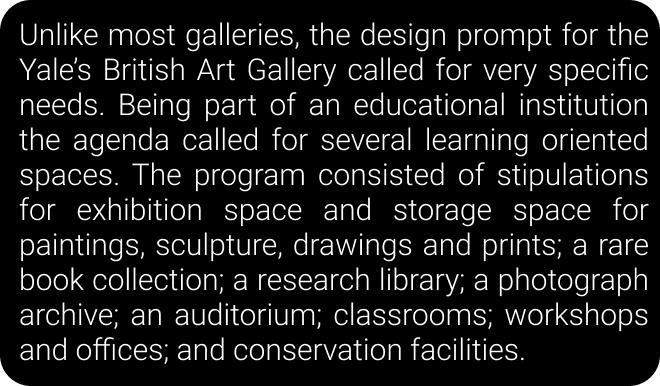 Unlike most galleries, the design prompt for the
Yale’s British Art Gallery called for very specific
needs. Being part of an educational institution
the agenda called for several learning oriented
spaces. The program consisted of stipulations
for exhibition space and storage space for
paintings, sculpture, drawings and prints; a rare
book collection; a research library; a photograph
archive; an auditorium; classrooms; workshops
and offices; and conservation facilities.